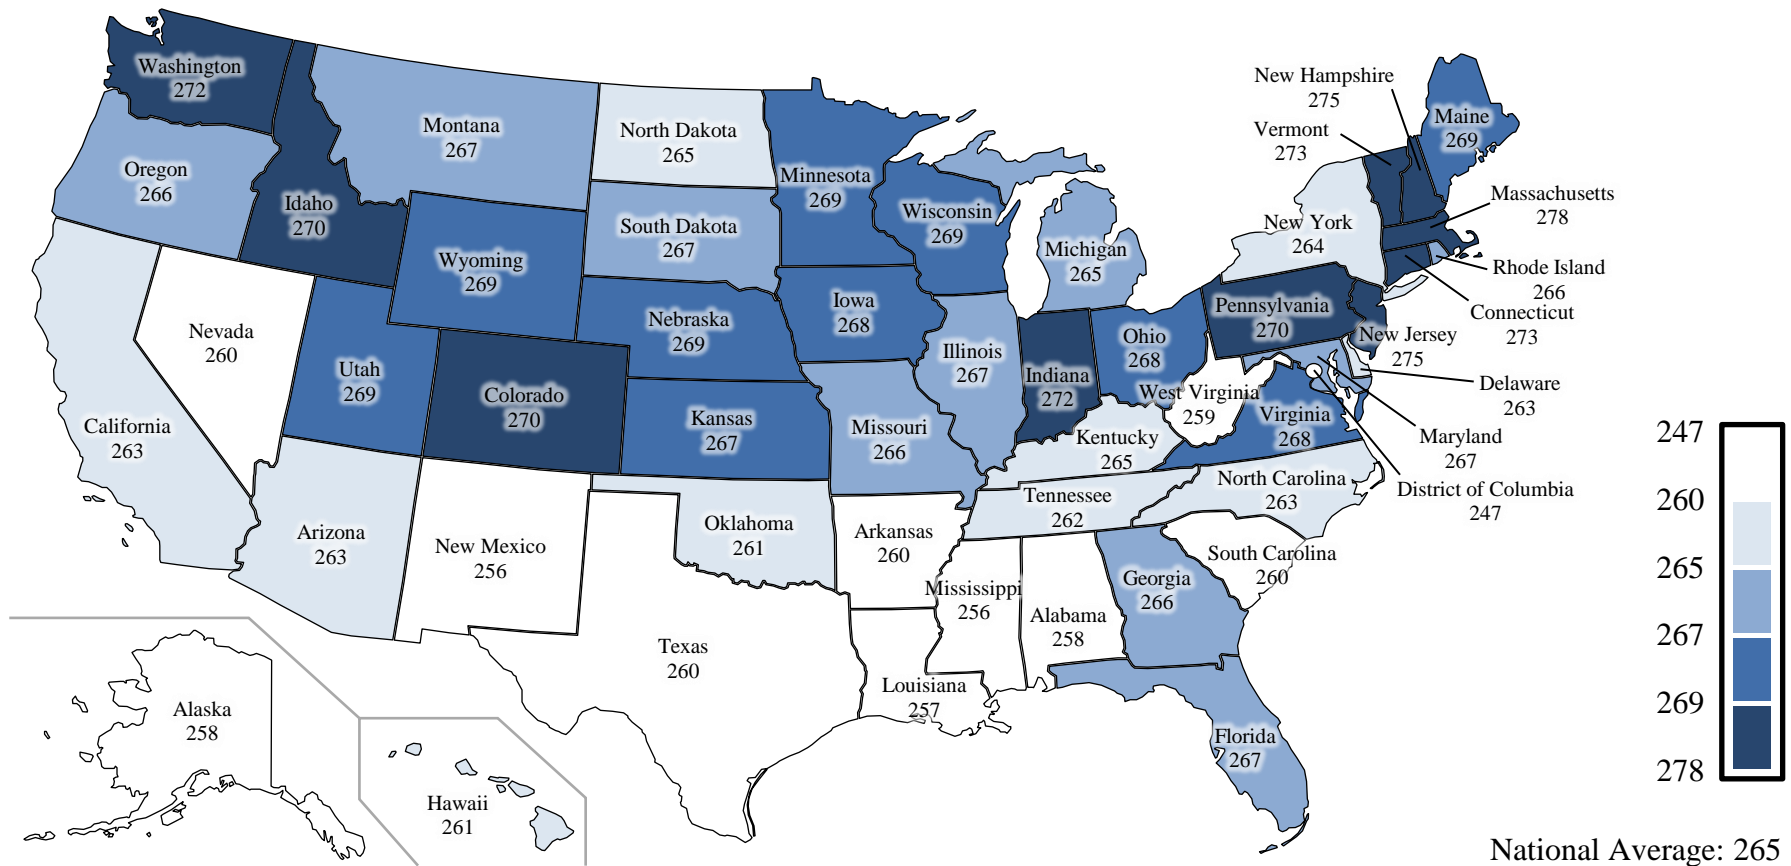 Washington
272
Montana
267
North Dakota
265
Minnesota
269
New Hampshire
275
Vermont
273
Maine
269
Oregon
266
Idaho
270
Wyoming
269
South Dakota
267
Wisconsin
269
Michigan
265
New York
264
Massachusetts
278
Rhode Island
266
Connecticut
273
Nevada
260
Utah
269
Colorado
270
Nebraska
269
Iowa
268
Illinois
267
Indiana
272
Ohio
268
Pennsylvania
270
New Jersey
275
Delaware
263
Maryland
267
District of Columbia
247
California
263
Kansas
267
Missouri
266
Kentucky
265
West Virginia
259
Virginia
268
Arizona
263
New Mexico
256
Oklahoma
261
Arkansas
260
Tennessee
262
North Carolina
263
South Carolina
260
Texas
260
Louisiana
257
Mississippi
256
Alabama
258
Georgia
266
Florida
267
Alaska
258
Hawaii
261
247
260
265
267
269
278
National Average: 265